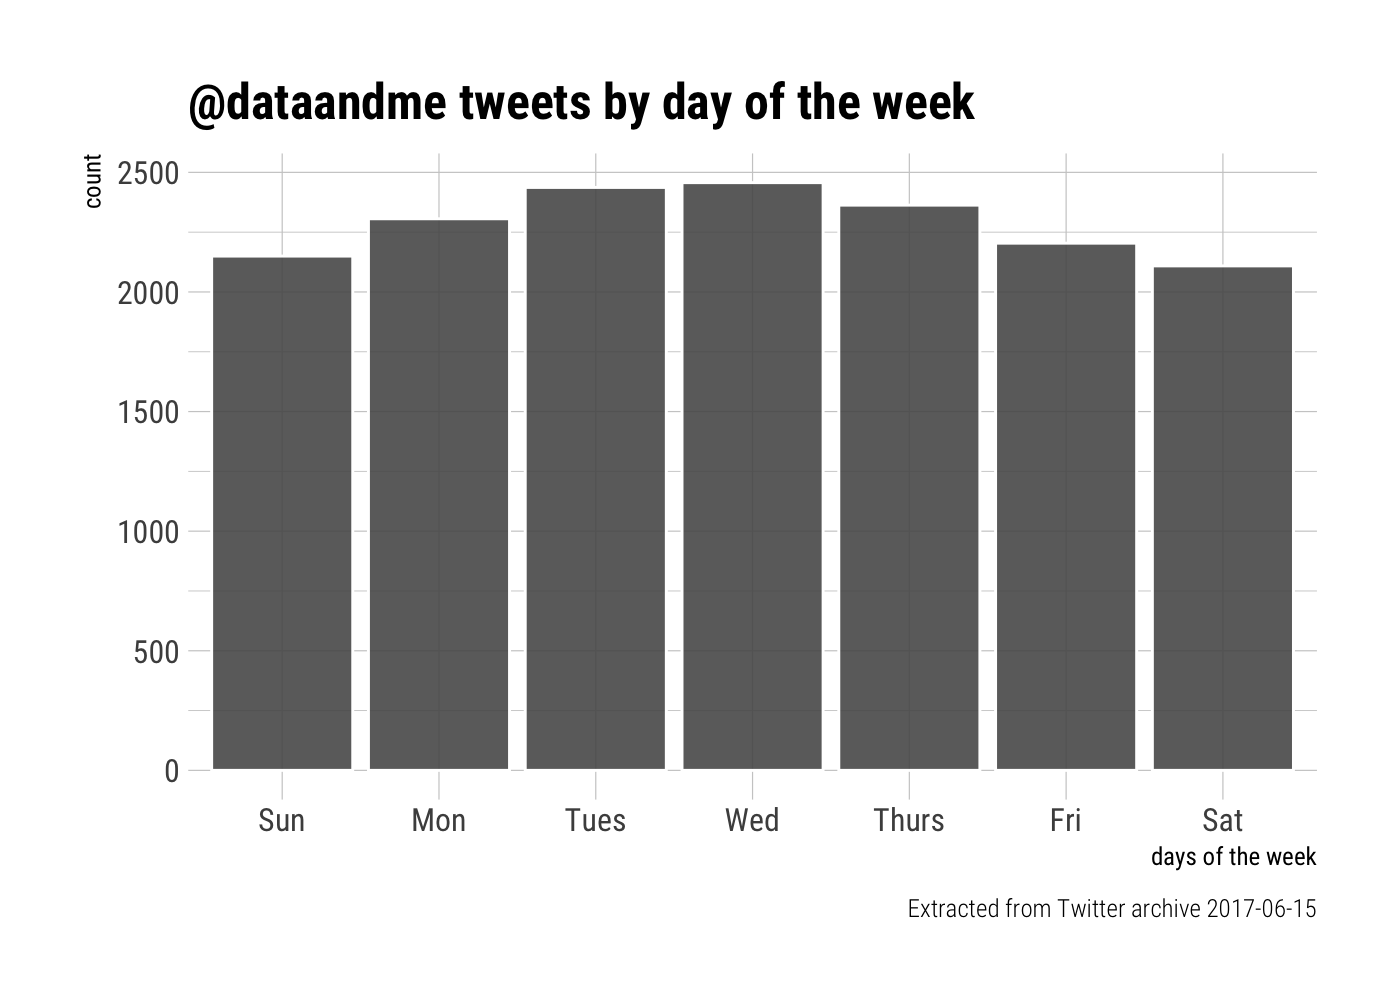 @dataandme tweets by day of the week
count
2500
2000
1500
1000
500
0
Sun Mon Tues Wed Thurs Fri Sat
days of the week
Extracted from Twitter archive 2017-06-15